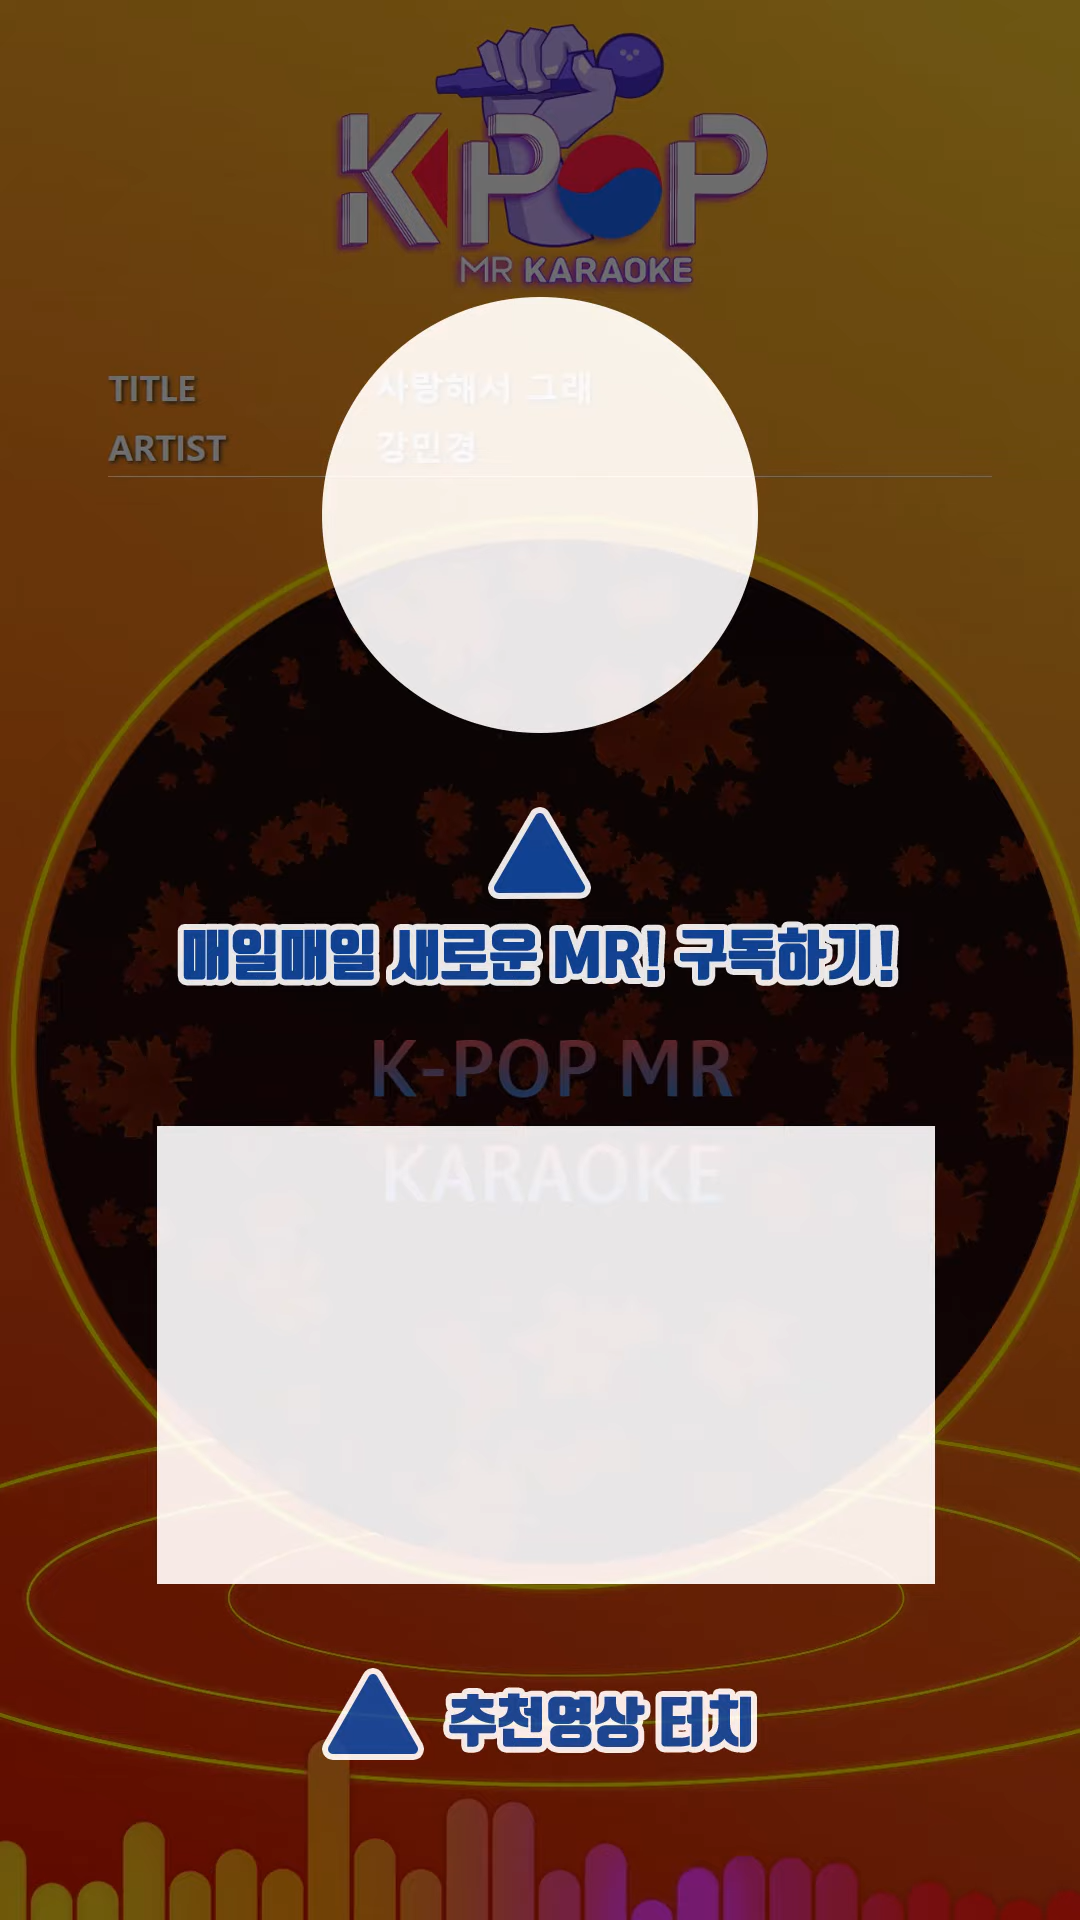 KPOP
MR KARAOKE
TITLE 사랑해서 그래
ARTIST 강민경
매일매일 새로운 MR! 구독하기!
K-POP MR
KARAOKE
추천영상 터치